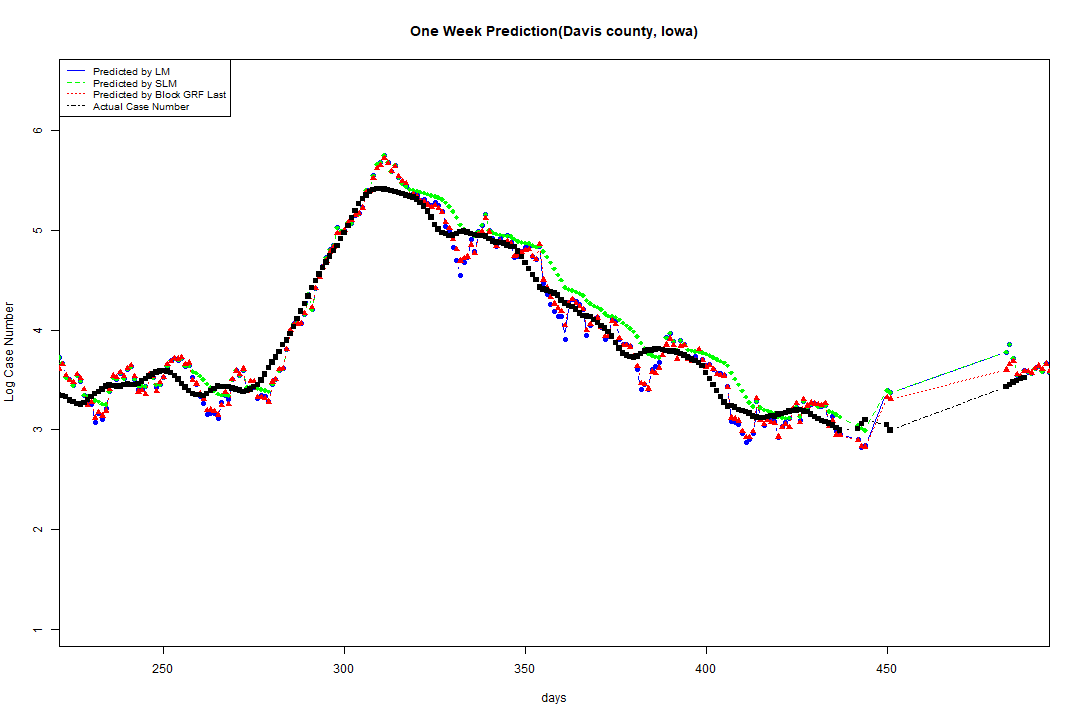 One Week Prediction(Davis county, Iowa)
Predicted by LM
Predicted by SLM
Predicted by Block GRF Last
Actual Case Number
6
5
4
3
2
1
Log Case Number
250 300 350 400 450
days